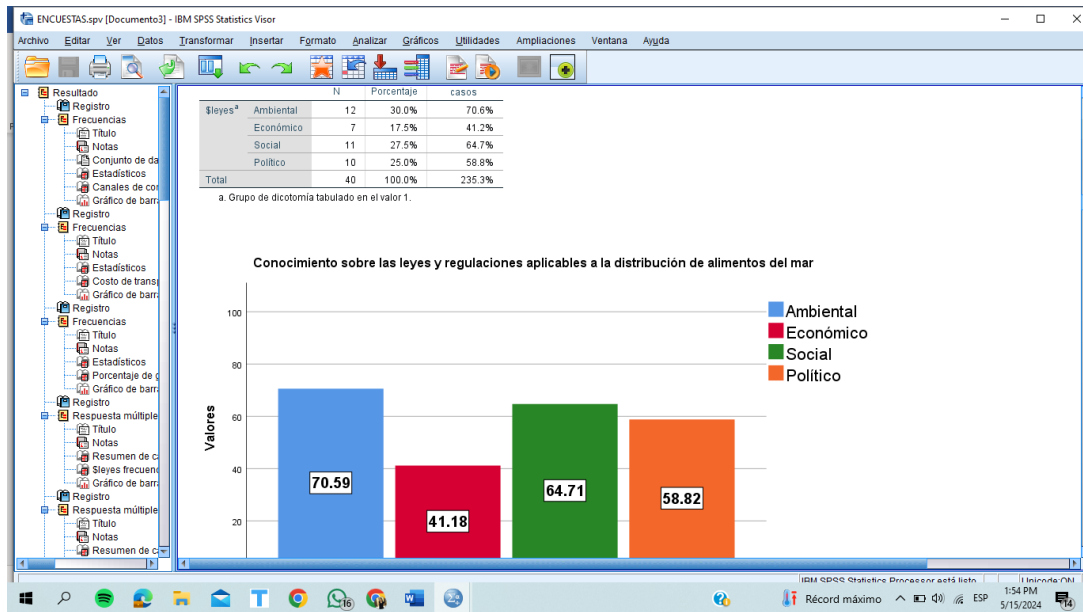 ENCUESTAS.spv [Documento3] - IBM SPSS Statistics Visor
Archivo Editar Ver Datos Transformar Insertar Formato Analizar Gráficos Utilidades Ampliaciones Ventana Ayuda
Resultado
Registro
Frecuencias
Título
Notas
Conjunto de da
Estadísticos
Canales de cor
Gráfico de barr
Registro
Frecuencias
Título
Notas
Estadísticos
Costo de transp
Gráfico de barr
Registro
Frecuencias
Título
Notas
Estadísticos
Porcentaje de g
Gráfico de barr
Registro
Respuesta múltiple
Título
Notas
Resumen de c
$leyes frecuen
Gráfico de barr
Registro
Respuesta múltiple
Título
Notas
Resumen de c
N Porcentaje casos
$leyesª Ambiental 12 30.0% 70.6%
Económico 7 17.5% 41.2%
Social 11 27.5% 64.7%
Político 10 25.0% 58.8%
Total 40 100.0% 235.3%
a. Grupo de dicotomía tabulado en el valor 1.
Conocimiento sobre las leyes y regulaciones aplicables a la distribución de alimentos del mar
100
80
60
40
20
Valores
70.59
41.18
64.71
58.82
Ambiental
Económico
Social
Político
IBM SPSS Statistics Processor está listo Unicode:ON
16
Récord máximo ESP 1:54 PM
5/15/2024
14